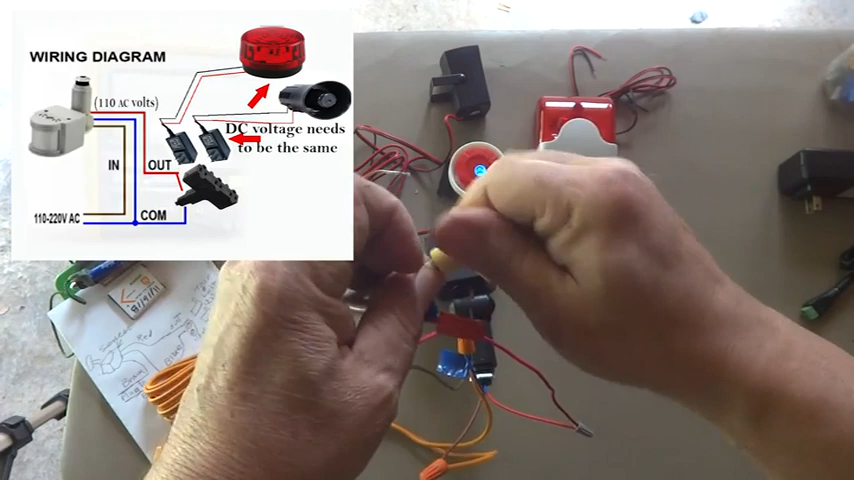 WIRING DIAGRAM
(110 AC volts)
DC voltage needs
to be the same
IN
OUT
110-220V AC
COM